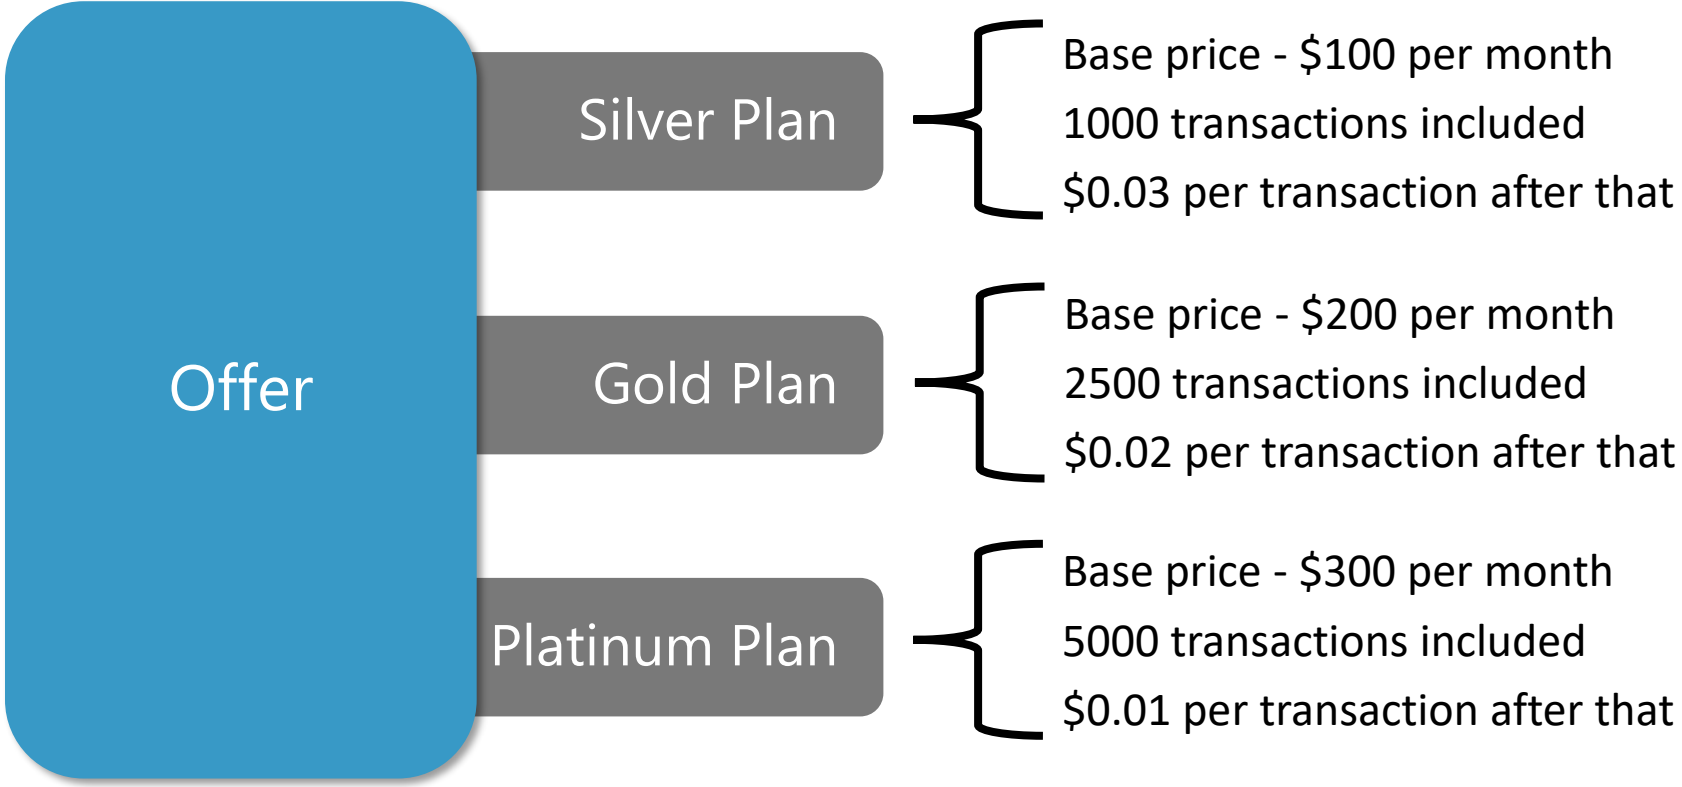 Offer
Silver Plan
Base price - $100 per month
1000 transactions included
$0.03 per transaction after that
Gold Plan
Base price - $200 per month
2500 transactions included
$0.02 per transaction after that
Platinum Plan
Base price - $300 per month
5000 transactions included
$0.01 per transaction after that